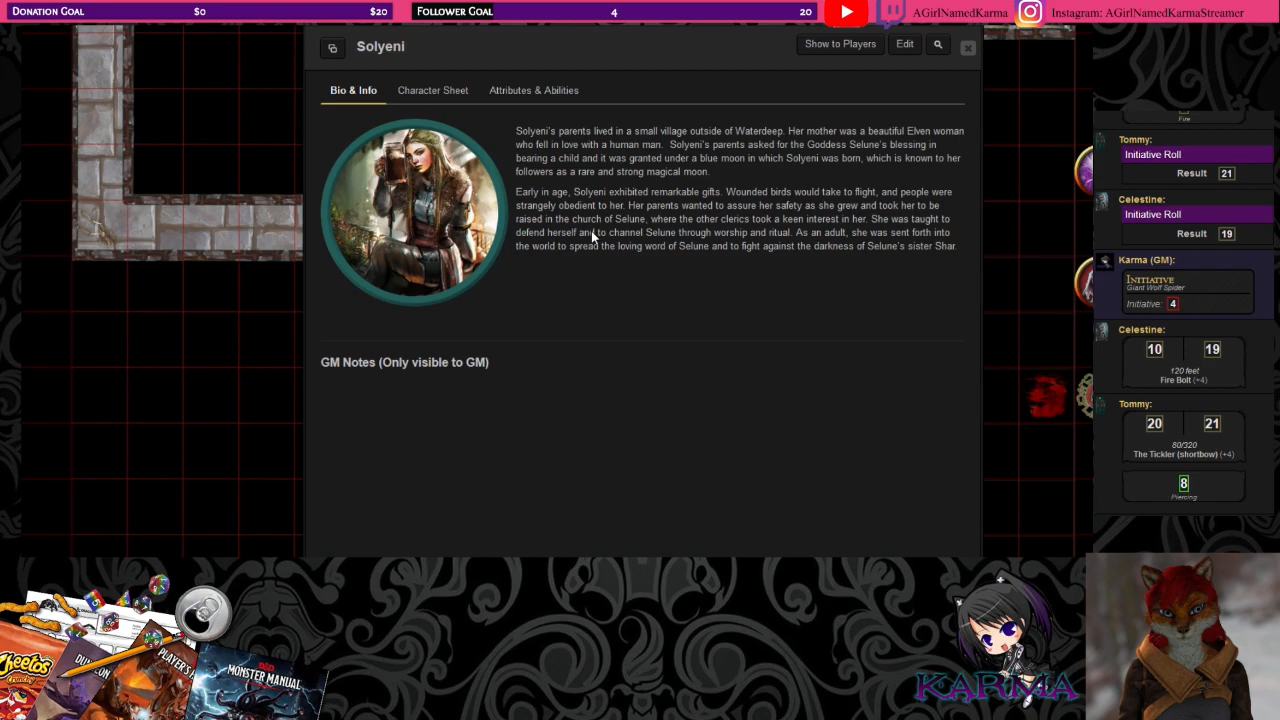 DONATION GOAL $0 $20 FOLLOWER GOAL 4 20 AGIRLNAMEDKARMA INSTAGRAM: AGIRLNAMEDKARMASTREAMER
Solyeni
Show to Players Edit
Bio & Info Character Sheet Attributes & Abilities
Solyeni's parents lived in a small village outside of Waterdeep. Her mother was a beautiful Elven woman
who fell in love with a human man. Solyeni's parents asked for the Goddess Selune's blessing in
bearing a child and it was granted under a blue moon in which Solyeni was born, which is known to her
followers as a rare and strong magical moon.
Early in age, Solyeni exhibited remarkable gifts. Wounded birds would take to flight, and people were
strangely obedient to her. Her parents wanted to assure her safety as she grew and took her to be
raised in the church of Selune, where the other clerics took a keen interest in her. She was taught to
defend herself and to channel Selune through worship and ritual. As an adult, she was sent forth into
the world to spread the loving word of Selune and to fight against the darkness of Selune's sister Shar.
GM Notes (Only visible to GM)
Fire
Tommy:
Initiative Roll
Result 21
Celestine:
Initiative Roll
Result 19
Karma (GM):
INITIATIVE
Giant Wolf Spider
Initiative: 4
Celestine:
10 19
120 feet
Fire Bolt (+4)
Tommy:
20 21
80/320
The Tickler (shortbow) (+4)
8
Piercing
Cheetos
CRUNCHY
DUNGEON
PLAYER'S
D&D
MONSTER MANUAL
KARMA